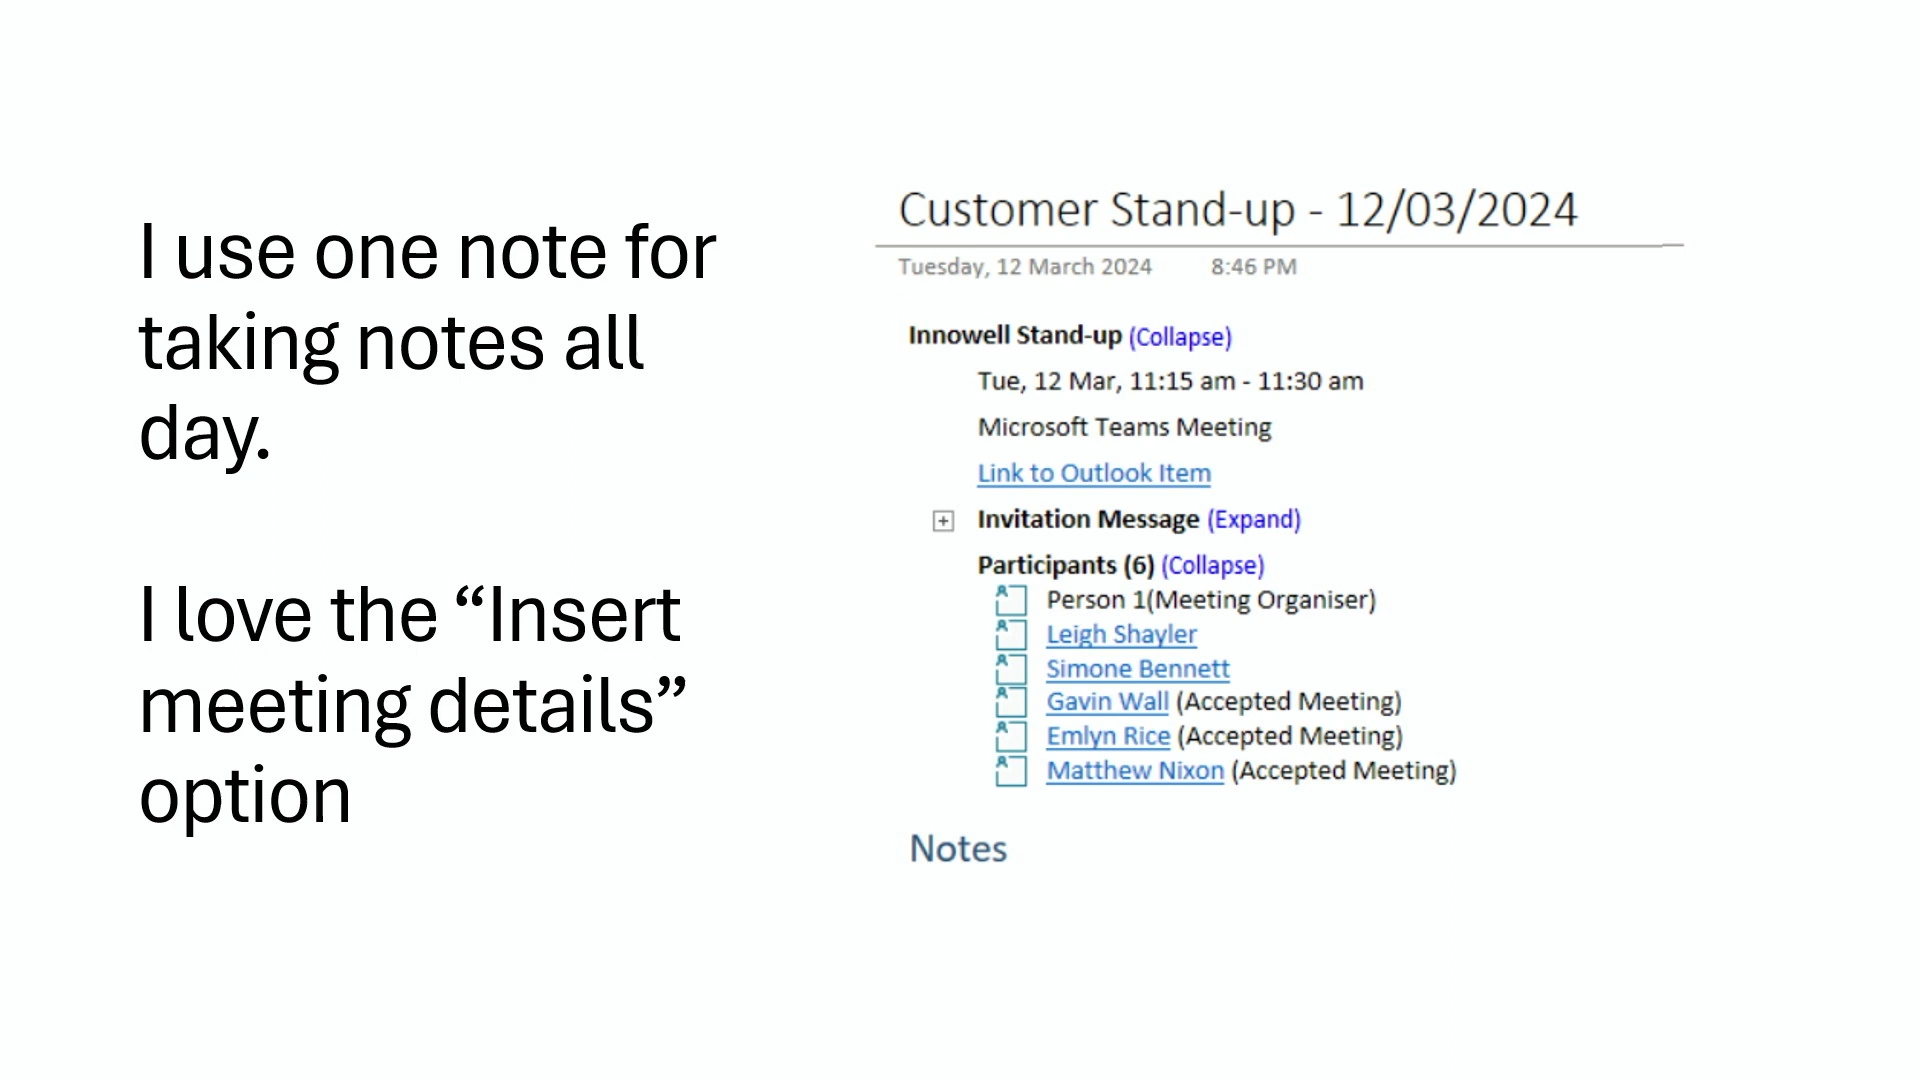 I use one note for
taking notes all
day.
I love the “Insert
meeting details”
option
Customer Stand-up - 12/03/2024
Tuesday, 12 March 2024 8:46 PM
Innowell Stand-up (Collapse)
Tue, 12 Mar, 11:15 am - 11:30 am
Microsoft Teams Meeting
Link to Outlook Item
Invitation Message (Expand)
Participants (6) (Collapse)
Person 1(Meeting Organiser)
Leigh Shayler
Simone Bennett
Gavin Wall (Accepted Meeting)
Emlyn Rice (Accepted Meeting)
Matthew Nixon (Accepted Meeting)
Notes